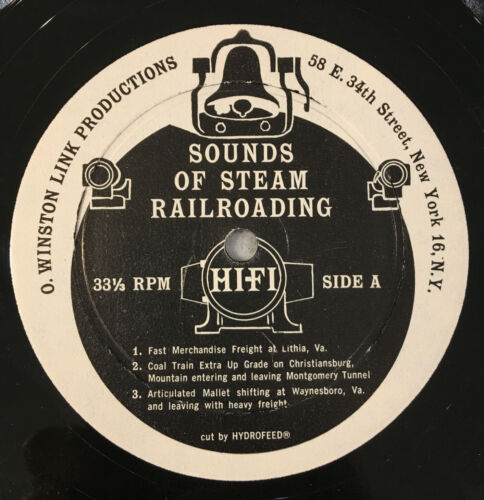 O. WINSTON LINK PRODUCTIONS
58 E. 34th Street, New York 16, N.Y.
SOUNDS
OF STEAM
RAILROADING
33⅓ RPM
HI-FI
SIDE A
1. Fast Merchandise Freight at Lithia, Va.
2. Coal Train Extra Up Grade on Christiansburg,
Mountain entering and leaving Montgomery Tunnel
3. Articulated Mallet shifting at Waynesboro, Va.
and leaving with heavy freight.
cut by HYDROFEED®